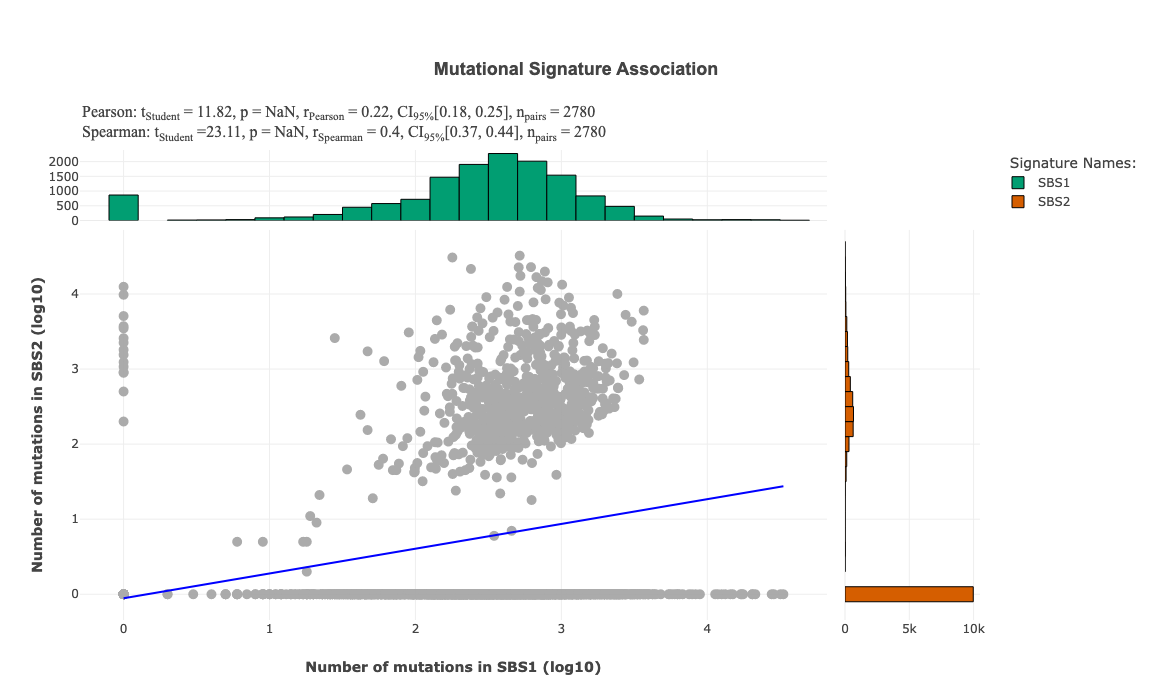 Mutational Signature Association
Pearson: tStudent = 11.82, p = NaN, rPearson = 0.22, CI95%[0.18, 0.25], npairs = 2780
Spearman: tStudent =23.11, p = NaN, rSpearman = 0.4, CI95%[0.37, 0.44], npairs = 2780
Signature Names:
SBS1
SBS2
2000
1500
1000
500
0
Number of mutations in SBS2 (log10)
4
3
2
1
0
0 1 2 3 4
0 5k 10k
Number of mutations in SBS1 (log10)